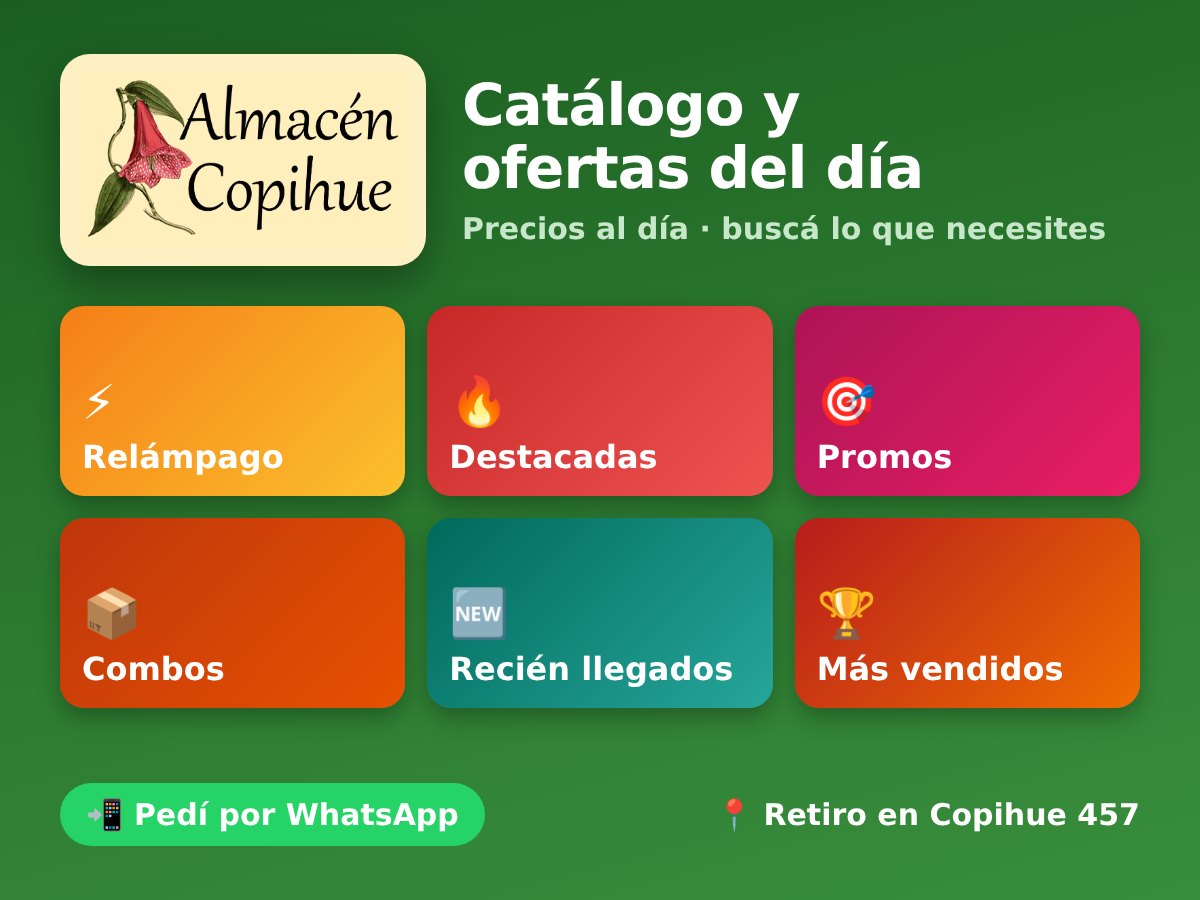 Almacén
Copihue
Catálogo y
ofertas del día
Precios al día · buscá lo que necesites
Relámpago
Destacadas
Promos
Combos
NEW
Recién llegados
Más vendidos
Pedí por WhatsApp
Retiro en Copihue 457